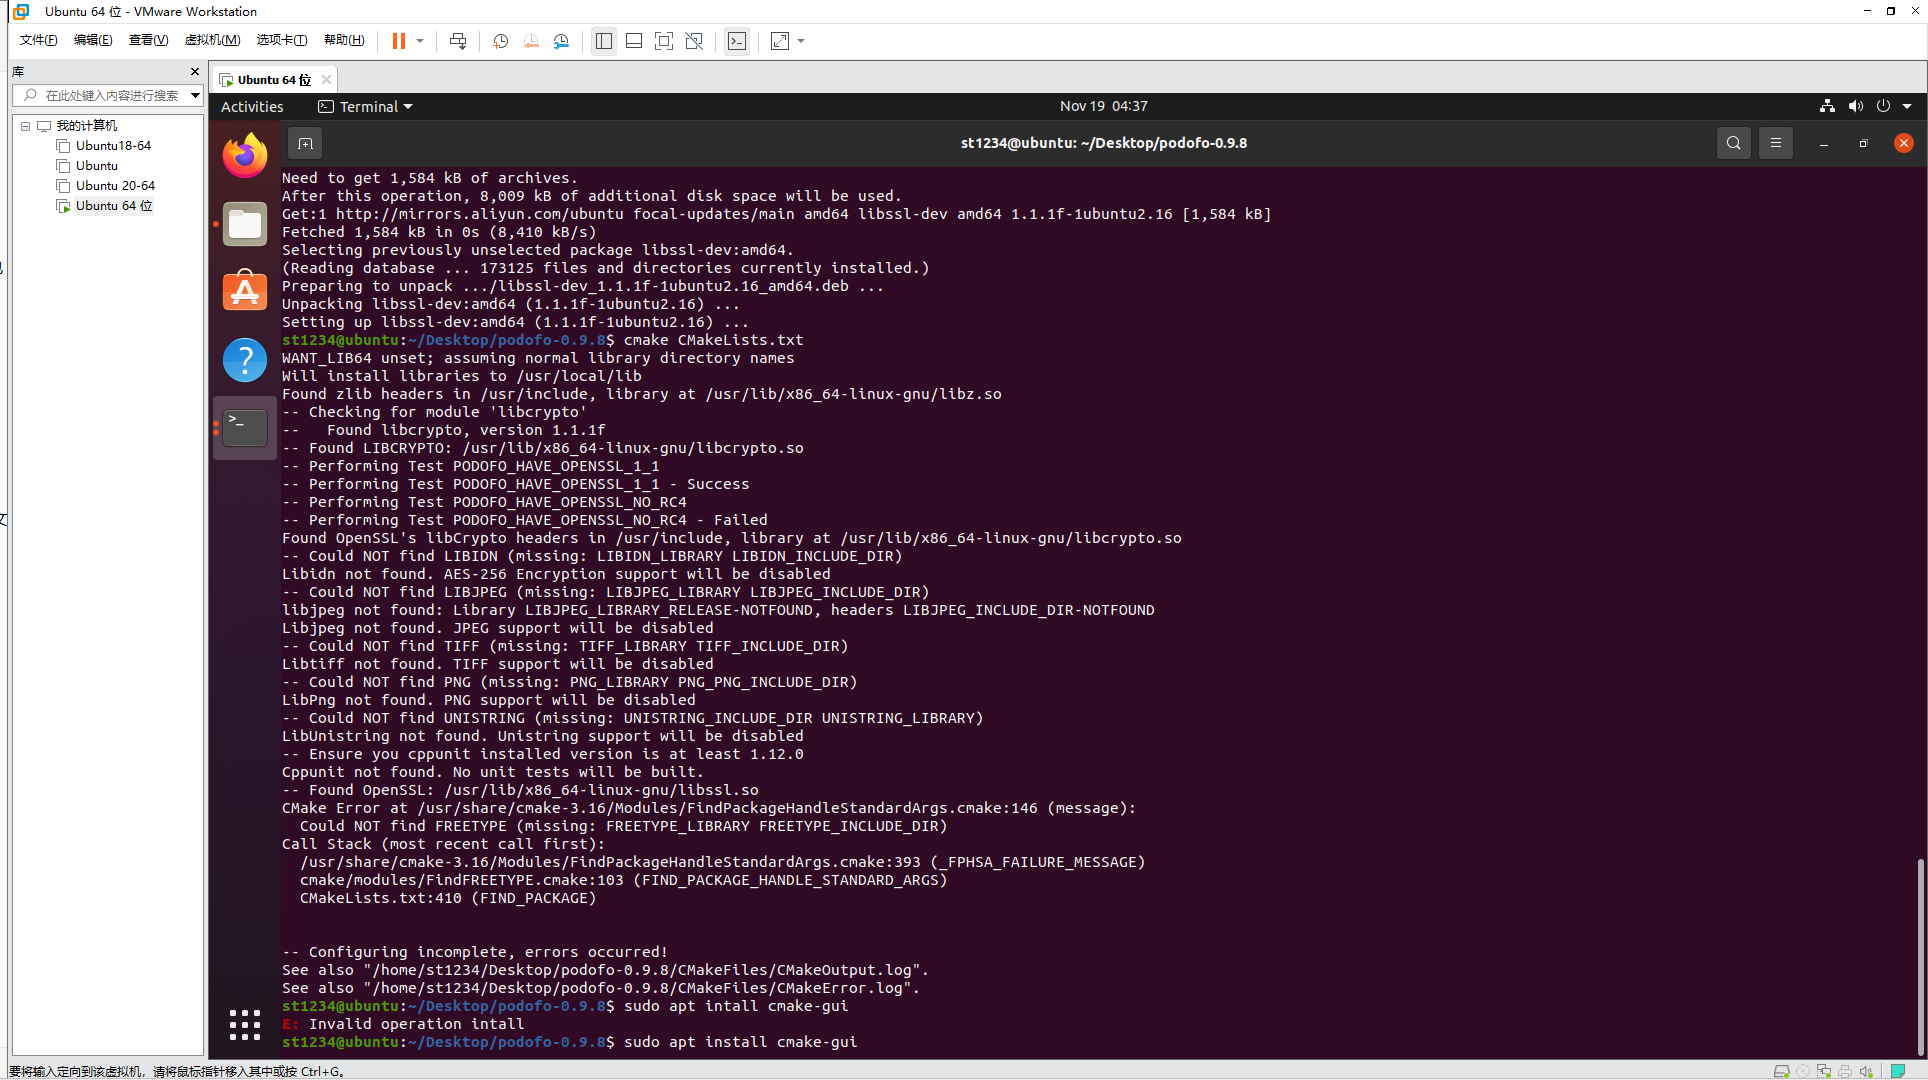 Ubuntu 64 位 - VMware Workstation
文件(F) 编辑(E) 查看(V) 虚拟机(M) 选项卡(T) 帮助(H)
库
在此处键入内容进行搜索
我的计算机
Ubuntu18-64
Ubuntu
Ubuntu 20-64
Ubuntu 64 位
Ubuntu 64 位
Activities Terminal Nov 19 04:37
st1234@ubuntu: ~/Desktop/podofo-0.9.8
Need to get 1,584 kB of archives.
After this operation, 8,009 kB of additional disk space will be used.
Get:1 http://mirrors.aliyun.com/ubuntu focal-updates/main amd64 libssl-dev amd64 1.1.1f-1ubuntu2.16 [1,584 kB]
Fetched 1,584 kB in 0s (8,410 kB/s)
Selecting previously unselected package libssl-dev:amd64.
(Reading database ... 173125 files and directories currently installed.)
Preparing to unpack .../libssl-dev_1.1.1f-1ubuntu2.16_amd64.deb ...
Unpacking libssl-dev:amd64 (1.1.1f-1ubuntu2.16) ...
Setting up libssl-dev:amd64 (1.1.1f-1ubuntu2.16) ...
st1234@ubuntu:~/Desktop/podofo-0.9.8$ cmake CMakeLists.txt
WANT_LIB64 unset; assuming normal library directory names
Will install libraries to /usr/local/lib
Found zlib headers in /usr/include, library at /usr/lib/x86_64-linux-gnu/libz.so
-- Checking for module 'libcrypto'
--   Found libcrypto, version 1.1.1f
-- Found LIBCRYPTO: /usr/lib/x86_64-linux-gnu/libcrypto.so
-- Performing Test PODOFO_HAVE_OPENSSL_1_1
-- Performing Test PODOFO_HAVE_OPENSSL_1_1 - Success
-- Performing Test PODOFO_HAVE_OPENSSL_NO_RC4
-- Performing Test PODOFO_HAVE_OPENSSL_NO_RC4 - Failed
Found OpenSSL's libCrypto headers in /usr/include, library at /usr/lib/x86_64-linux-gnu/libcrypto.so
-- Could NOT find LIBIDN (missing: LIBIDN_LIBRARY LIBIDN_INCLUDE_DIR)
Libidn not found. AES-256 Encryption support will be disabled
-- Could NOT find LIBJPEG (missing: LIBJPEG_LIBRARY LIBJPEG_INCLUDE_DIR)
libjpeg not found: Library LIBJPEG_LIBRARY_RELEASE-NOTFOUND, headers LIBJPEG_INCLUDE_DIR-NOTFOUND
Libjpeg not found. JPEG support will be disabled
-- Could NOT find TIFF (missing: TIFF_LIBRARY TIFF_INCLUDE_DIR)
Libtiff not found. TIFF support will be disabled
-- Could NOT find PNG (missing: PNG_LIBRARY PNG_PNG_INCLUDE_DIR)
LibPng not found. PNG support will be disabled
-- Could NOT find UNISTRING (missing: UNISTRING_INCLUDE_DIR UNISTRING_LIBRARY)
LibUnistring not found. Unistring support will be disabled
-- Ensure you cppunit installed version is at least 1.12.0
Cppunit not found. No unit tests will be built.
-- Found OpenSSL: /usr/lib/x86_64-linux-gnu/libssl.so
CMake Error at /usr/share/cmake-3.16/Modules/FindPackageHandleStandardArgs.cmake:146 (message):
  Could NOT find FREETYPE (missing: FREETYPE_LIBRARY FREETYPE_INCLUDE_DIR)
Call Stack (most recent call first):
  /usr/share/cmake-3.16/Modules/FindPackageHandleStandardArgs.cmake:393 (_FPHSA_FAILURE_MESSAGE)
  cmake/modules/FindFREETYPE.cmake:103 (FIND_PACKAGE_HANDLE_STANDARD_ARGS)
  CMakeLists.txt:410 (FIND_PACKAGE)
-- Configuring incomplete, errors occurred!
See also "/home/st1234/Desktop/podofo-0.9.8/CMakeFiles/CMakeOutput.log".
See also "/home/st1234/Desktop/podofo-0.9.8/CMakeFiles/CMakeError.log".
st1234@ubuntu:~/Desktop/podofo-0.9.8$ sudo apt intall cmake-gui
E: Invalid operation intall
st1234@ubuntu:~/Desktop/podofo-0.9.8$ sudo apt install cmake-gui
要将输入定向到该虚拟机，请将鼠标指针移入其中或按 Ctrl+G。